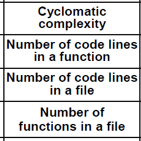 Cyclomatic
complexity
Number of code lines
in a function
Number of code lines
in a file
Number of
functions in a file